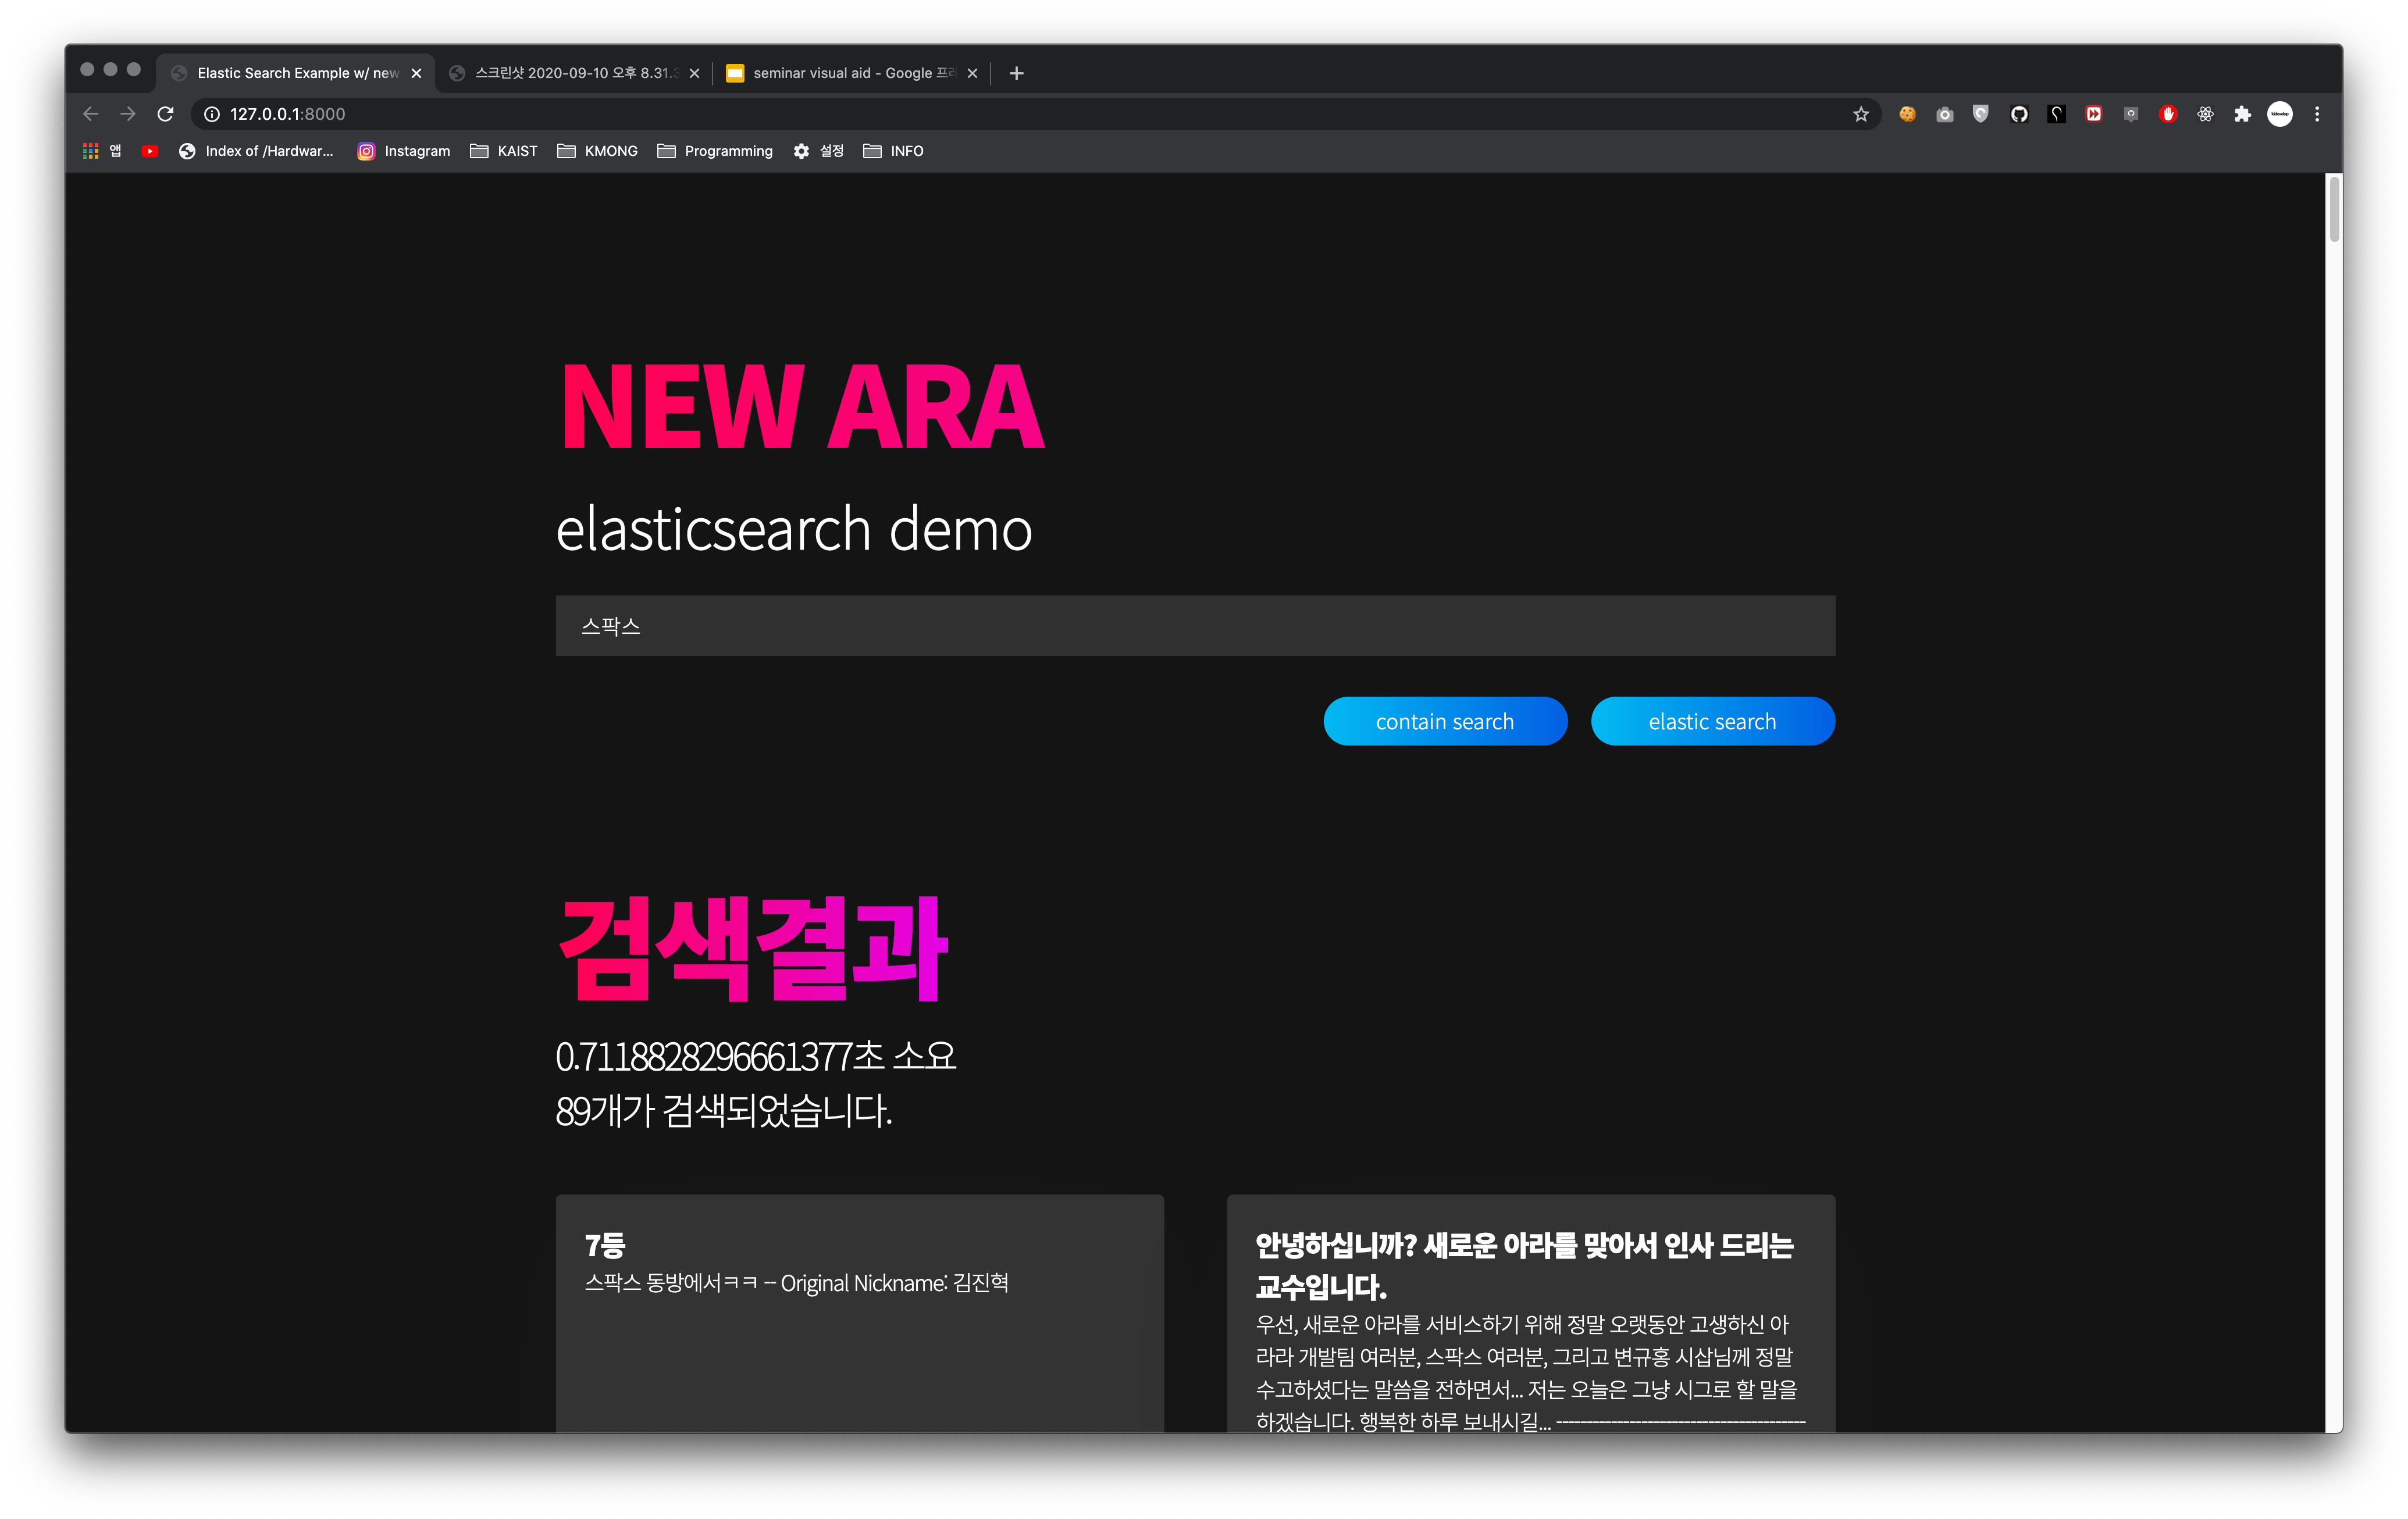 Elastic Search Example w/ new
스크린샷 2020-09-10 오후 8.31.3
seminar visual aid - Google 프레
127.0.0.1:8000
앱
Index of /Hardwar...
Instagram
KAIST
KMONG
Programming
설정
INFO
NEW ARA
elasticsearch demo
스팍스
contain search
elastic search
검색결과
0.7118828296661377초 소요
89개가 검색되었습니다.
7등
스팍스 동방에서ㅋㅋ -- Original Nickname: 김진혁
안녕하십니까? 새로운 아라를 맞아서 인사 드리는
교수입니다.
우선, 새로운 아라를 서비스하기 위해 정말 오랫동안 고생하신 아
라라 개발팀 여러분, 스팍스 여러분, 그리고 변규홍 시삽님께 정말
수고하셨다는 말씀을 전하면서... 저는 오늘은 그냥 시그로 할 말을
하겠습니다. 행복한 하루 보내시길... -----------------------------------------